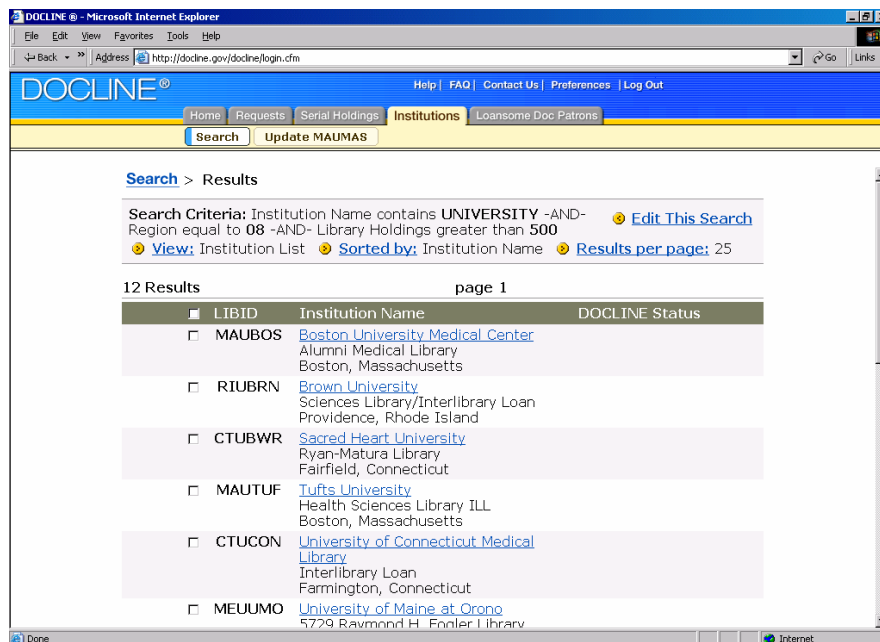 DOCLINE ® - Microsoft Internet Explorer
File Edit View Favorites Tools Help
Back » Address http://docline.gov/docline/login.cfm Go Links
DOCLINE®
Help | FAQ | Contact Us | Preferences | Log Out
Home Requests Serial Holdings Institutions Loansome Doc Patrons
Search Update MAUMAS
Search > Results
Search Criteria: Institution Name contains UNIVERSITY -AND-
Region equal to 08 -AND- Library Holdings greater than 500
Edit This Search
View: Institution List Sorted by: Institution Name Results per page: 25
12 Results page 1
LIBID Institution Name DOCLINE Status
MAUBOS Boston University Medical Center
Alumni Medical Library
Boston, Massachusetts
RIUBRN Brown University
Sciences Library/Interlibrary Loan
Providence, Rhode Island
CTUBWR Sacred Heart University
Ryan-Matura Library
Fairfield, Connecticut
MAUTUF Tufts University
Health Sciences Library ILL
Boston, Massachusetts
CTUCON University of Connecticut Medical
Library
Interlibrary Loan
Farmington, Connecticut
MEUUMO University of Maine at Orono
5729 Raymond H. Fogler Library
Done Internet